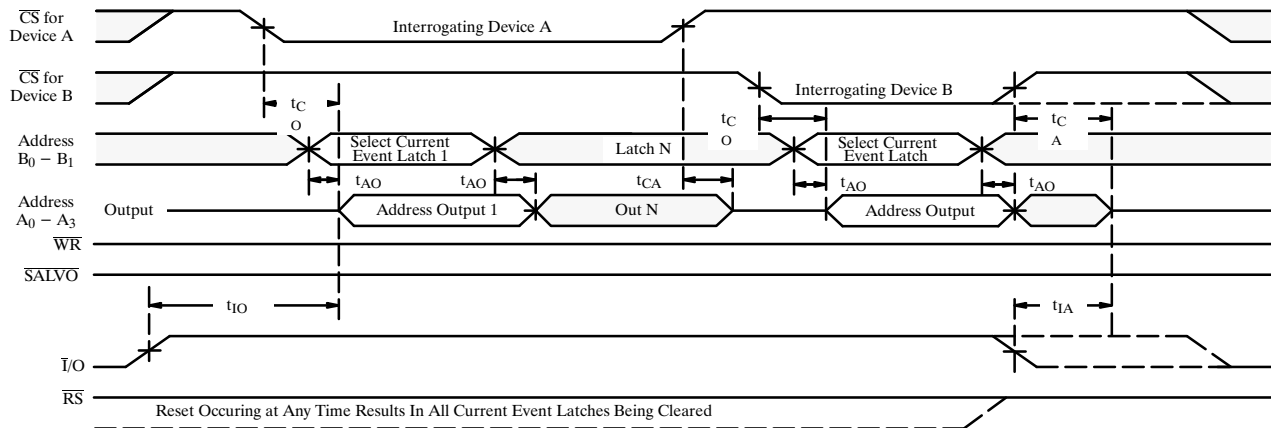 CS for
Device A
Interrogating Device A
CS for
Device B
Interrogating Device B
tC
O
tC
O
tC
A
Address
B0 – B1
Select Current
Event Latch 1
Latch N
Select Current
Event Latch
tAO
tAO
tCA
tAO
tAO
Address
A0 – A3
Output
Address Output 1
Out N
Address Output
WR
SALVO
tIO
tIA
I/O
RS
Reset Occuring at Any Time Results In All Current Event Latches Being Cleared